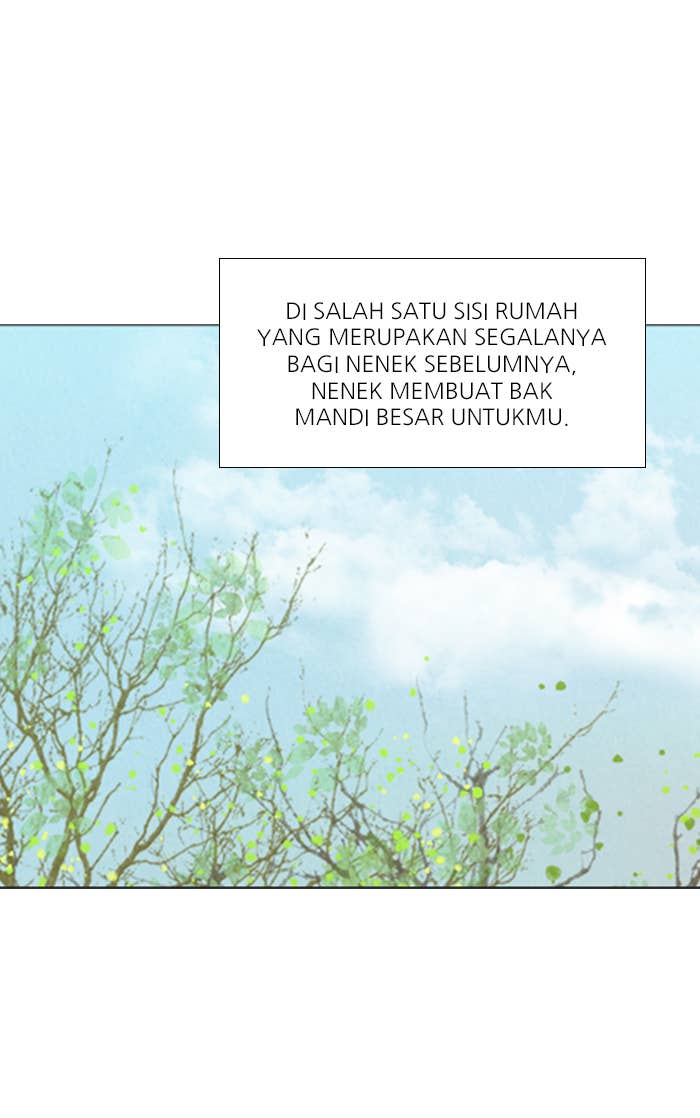 DI SALAH SATU SISI RUMAH
YANG MERUPAKAN SEGALANYA
BAGI NENEK SEBELUMNYA,
NENEK MEMBUAT BAK
MANDI BESAR UNTUKMU.